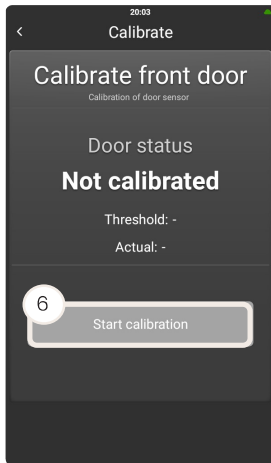 20:03
Calibrate
Calibrate front door
Calibration of door sensor
Door status
Not calibrated
Threshold: -
Actual: -
6
Start calibration